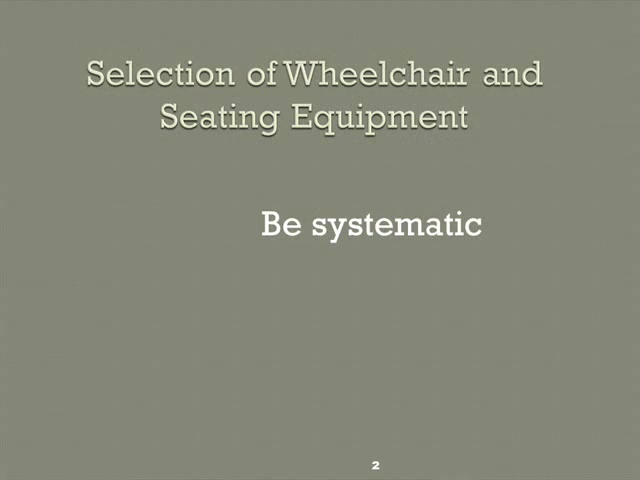 Selection of Wheelchair and
Seating Equipment
Be systematic
2